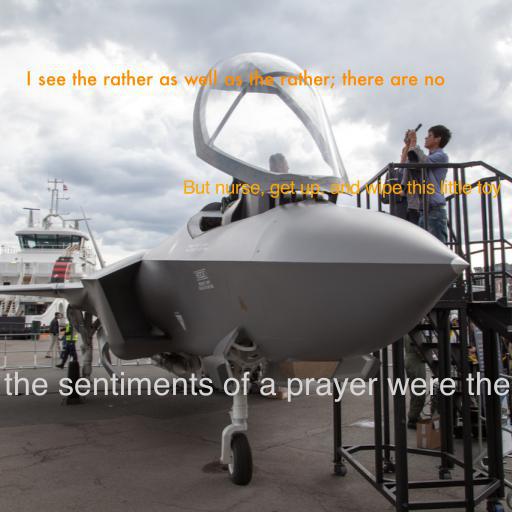 I see the rather as well as the rather; there are no
But nurse, get up, and wipe this little toy
the sentiments of a prayer were the